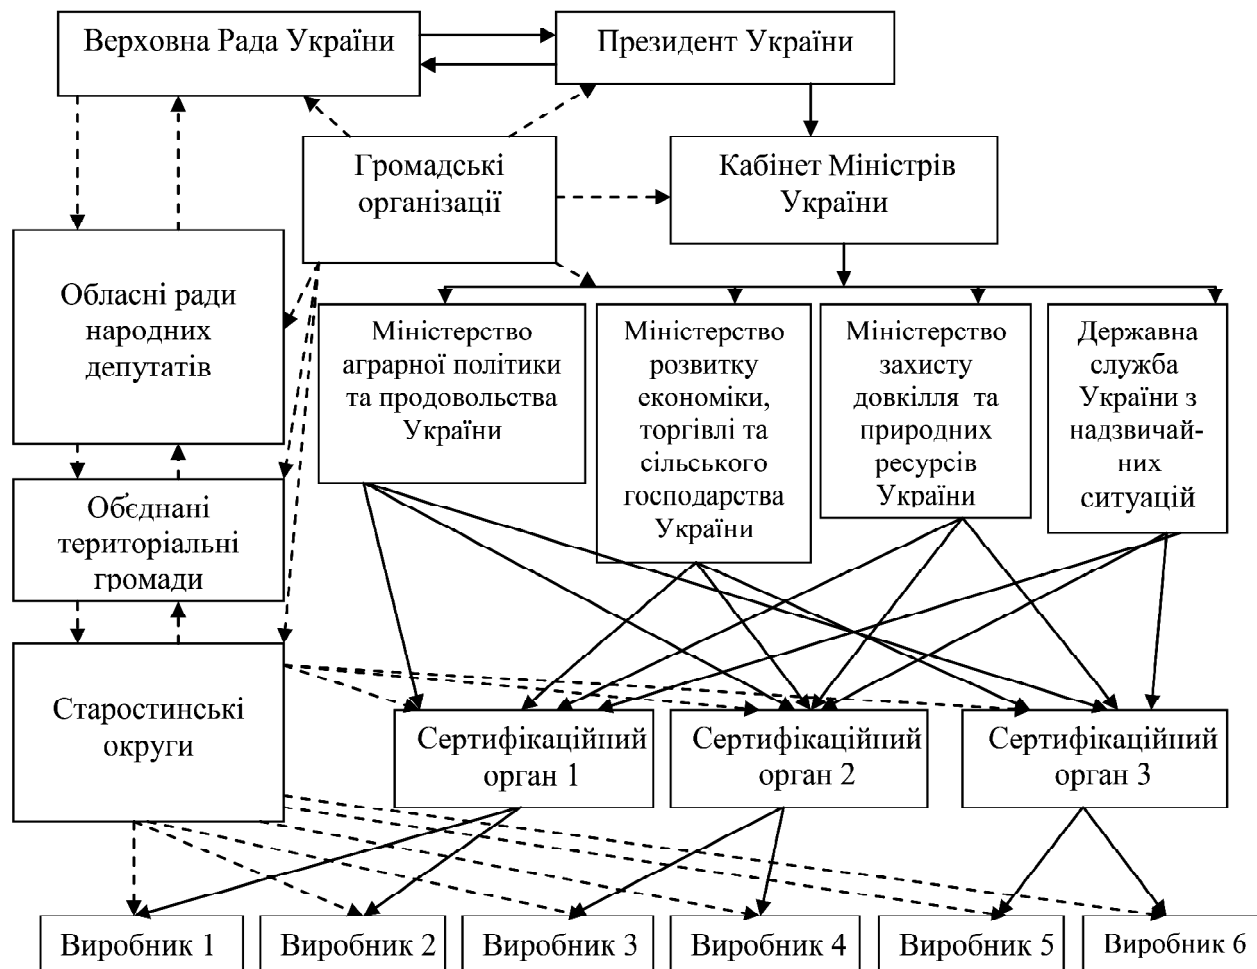 Верховна Рада України
Президент України
Громадські
організації
Кабінет Міністрів
України
Обласні ради
народних
депутатів
Міністерство
аграрної політики
та продовольства
України
Міністерство
розвитку
економіки,
торгівлі та
сільського
господарства
України
Міністерство
захисту
довкілля та
природних
ресурсів
України
Державна
служба
України з
надзвичай-
них
ситуацій
Обєднані
територіальні
громади
Старостинські
округи
Сертифікаційний
орган 1
Сертифікаційний
орган 2
Сертифікаційний
орган 3
Виробник 1
Виробник 2
Виробник 3
Виробник 4
Виробник 5
Виробник 6